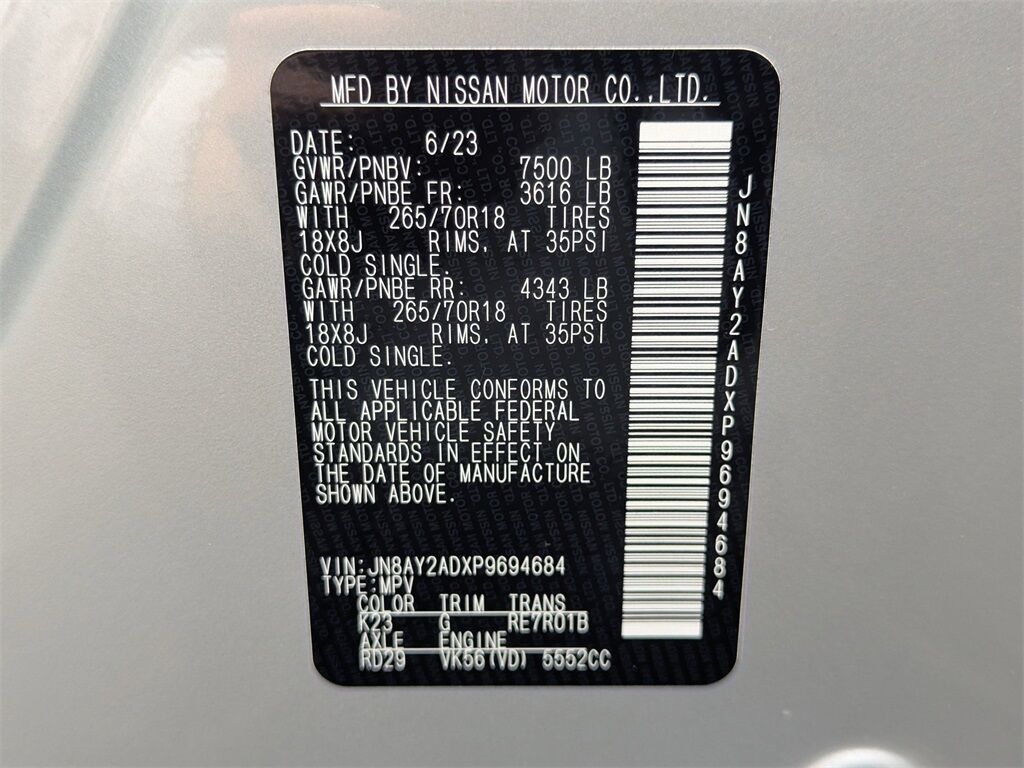 MFD BY NISSAN MOTOR CO.,LTD.
DATE: 6/23
GVWR/PNBV: 7500 LB
GAWR/PNBE FR: 3616 LB
WITH 265/70R18 TIRES
18X8J RIMS, AT 35PSI
COLD SINGLE.
GAWR/PNBE RR: 4343 LB
WITH 265/70R18 TIRES
18X8J RIMS, AT 35PSI
COLD SINGLE.
THIS VEHICLE CONFORMS TO
ALL APPLICABLE FEDERAL
MOTOR VEHICLE SAFETY
STANDARDS IN EFFECT ON
THE DATE OF MANUFACTURE
SHOWN ABOVE.
VIN:JN8AY2ADXP9694684
TYPE:MPV
COLOR TRIM TRANS
K23 G RE7R01B
AXLE ENGINE
RD29 VK56(VD) 5552CC
JN8AY2ADXP9694684